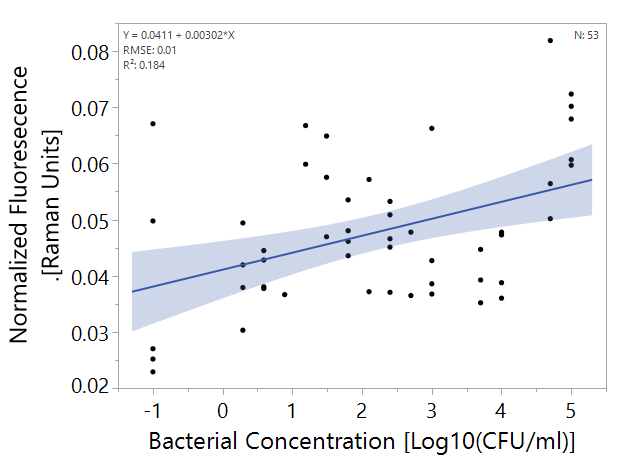 Y = 0.0411 + 0.00302*X
RMSE: 0.01
R²: 0.184
N: 53
0.08
0.07
0.06
0.05
0.04
0.03
0.02
Normalized Fluoresecence
.[Raman Units]
-1 0 1 2 3 4 5
Bacterial Concentration [Log10(CFU/ml)]